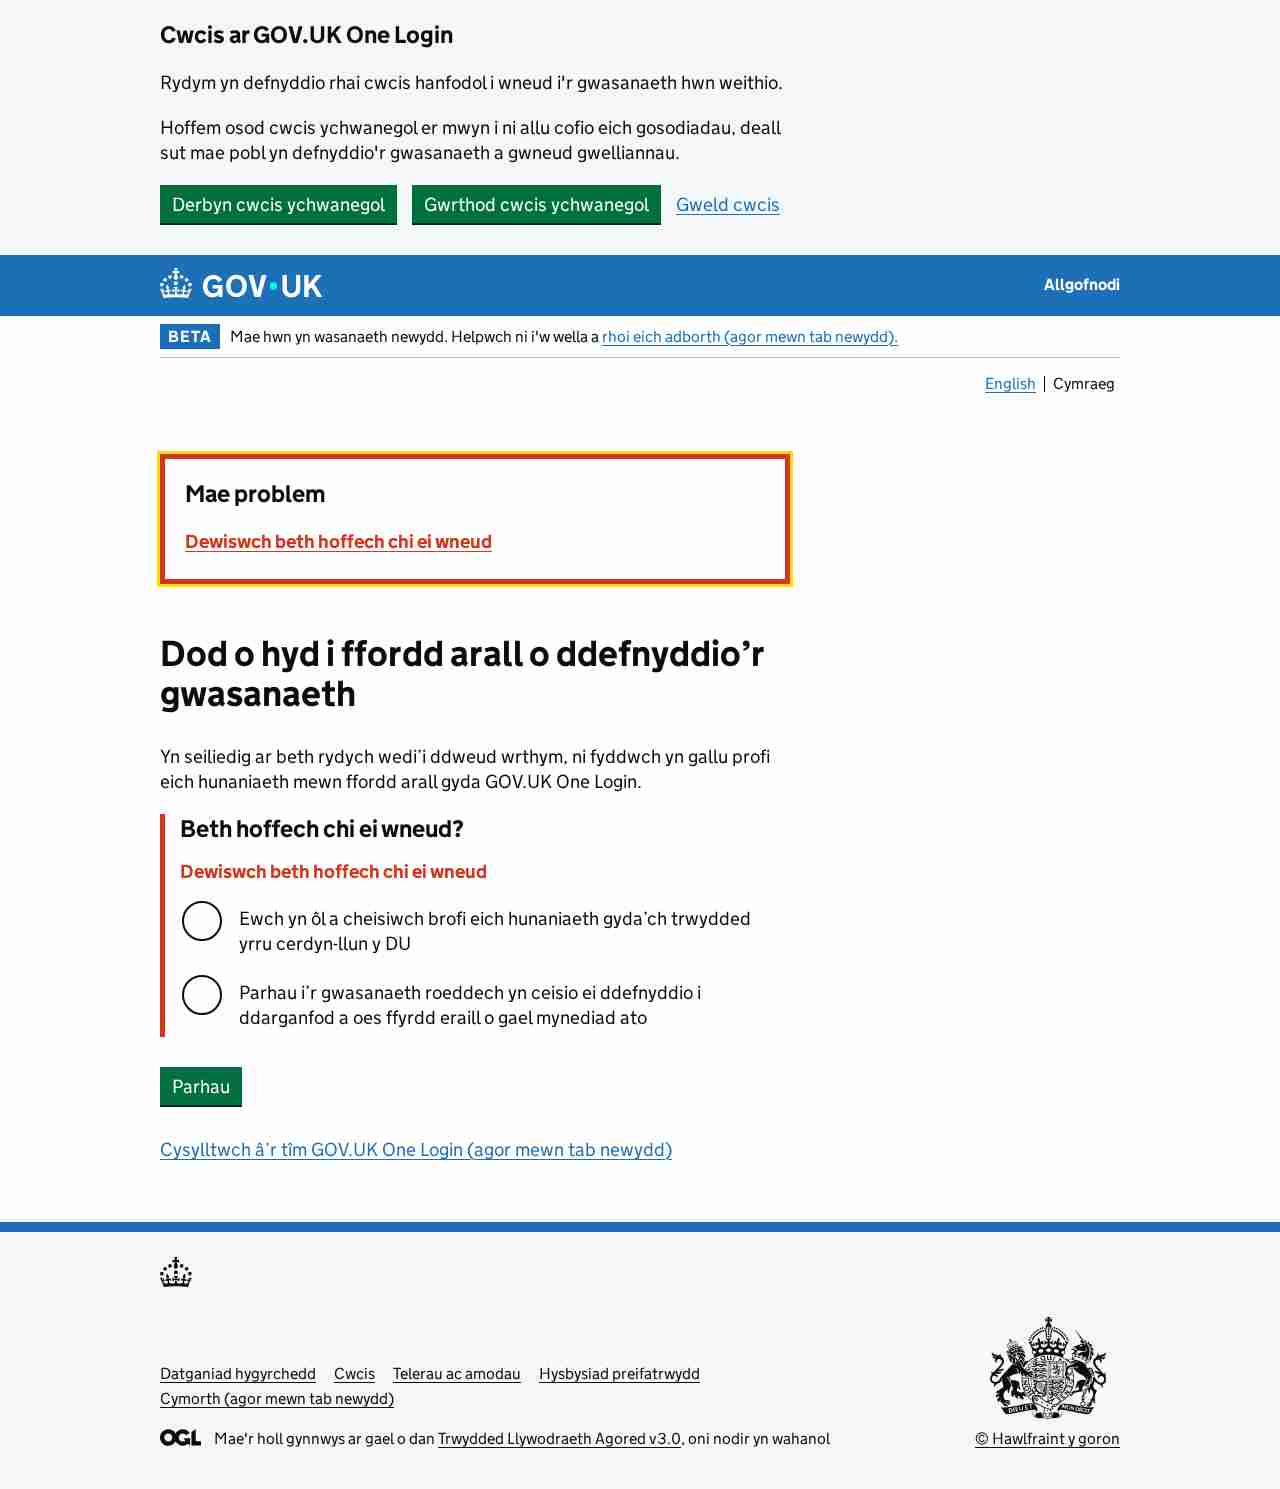 Cwcis ar GOV.UK One Login
Rydym yn defnyddio rhai cwcis hanfodol i wneud i'r gwasanaeth hwn weithio.
Hoffem osod cwcis ychwanegol er mwyn i ni allu cofio eich gosodiadau, deall
sut mae pobl yn defnyddio'r gwasanaeth a gwneud gwelliannau.
Derbyn cwcis ychwanegol Gwrthod cwcis ychwanegol Gweld cwcis
GOV·UK Allgofnodi
BETA Mae hwn yn wasanaeth newydd. Helpwch ni i'w wella a rhoi eich adborth (agor mewn tab newydd).
English Cymraeg
Mae problem
Dewiswch beth hoffech chi ei wneud
Dod o hyd i ffordd arall o ddefnyddio’r
gwasanaeth
Yn seiliedig ar beth rydych wedi’i ddweud wrthym, ni fyddwch yn gallu profi
eich hunaniaeth mewn ffordd arall gyda GOV.UK One Login.
Beth hoffech chi ei wneud?
Dewiswch beth hoffech chi ei wneud
Ewch yn ôl a cheisiwch brofi eich hunaniaeth gyda’ch trwydded
yrru cerdyn-llun y DU
Parhau i’r gwasanaeth roeddech yn ceisio ei ddefnyddio i
ddarganfod a oes ffyrdd eraill o gael mynediad ato
Parhau
Cysylltwch â’r tîm GOV.UK One Login (agor mewn tab newydd)
Datganiad hygyrchedd Cwcis Telerau ac amodau Hysbysiad preifatrwydd
Cymorth (agor mewn tab newydd)
OGL Mae'r holl gynnwys ar gael o dan Trwydded Llywodraeth Agored v3.0, oni nodir yn wahanol
© Hawlfraint y goron